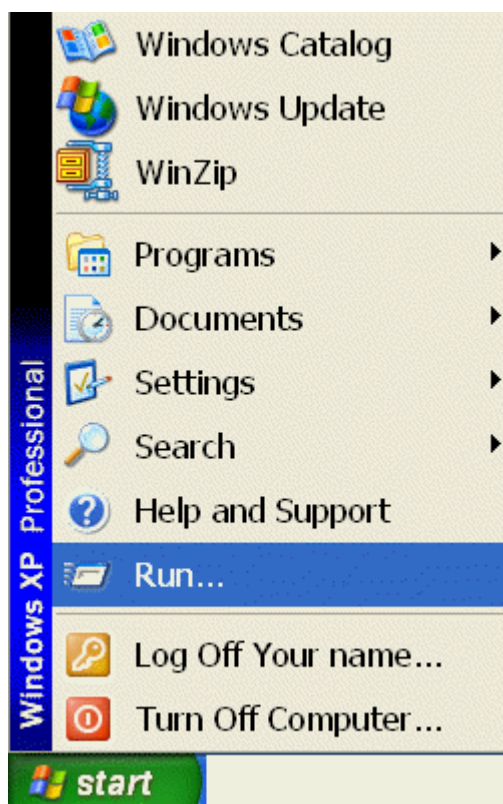 Windows Catalog
Windows Update
WinZip
Programs
Documents
Settings
Search
Help and Support
Run...
Log Off Your name...
Turn Off Computer...
Windows XP Professional
start